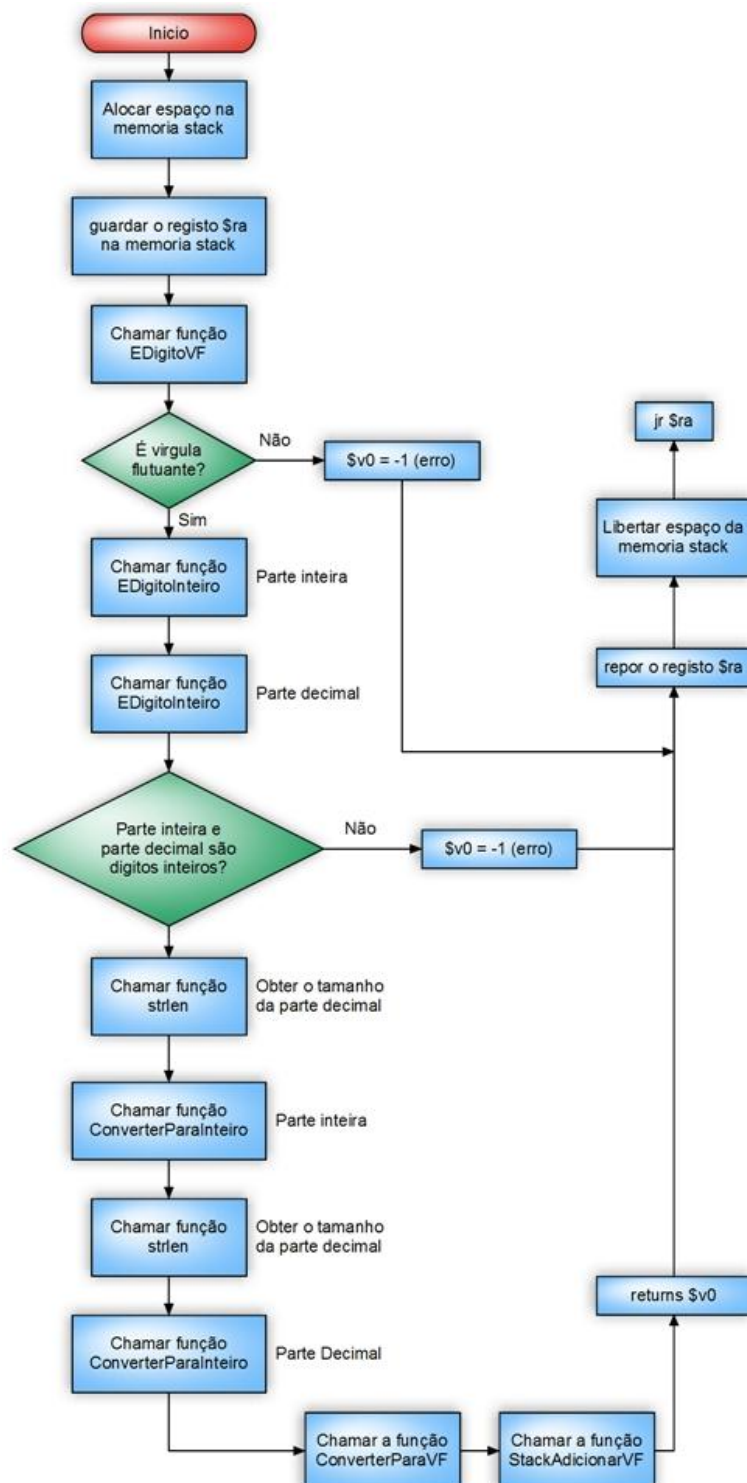 Inicio
Alocar espaço na
memoria stack
guardar o registo $ra
na memoria stack
Chamar função
EDigitoVF
É virgula
flutuante?
Não
$v0 = -1 (erro)
Sim
Chamar função
EDigitoInteiro
Parte inteira
Chamar função
EDigitoInteiro
Parte decimal
Parte inteira e
parte decimal são
digitos inteiros?
Não
$v0 = -1 (erro)
Chamar função
strlen
Obter o tamanho
da parte decimal
Chamar função
ConverterParaInteiro
Parte inteira
Chamar função
strlen
Obter o tamanho
da parte decimal
Chamar função
ConverterParaInteiro
Parte Decimal
Chamar a função
ConverterParaVF
Chamar a função
StackAdicionarVF
returns $v0
repor o registo $ra
Libertar espaço da
memoria stack
jr $ra